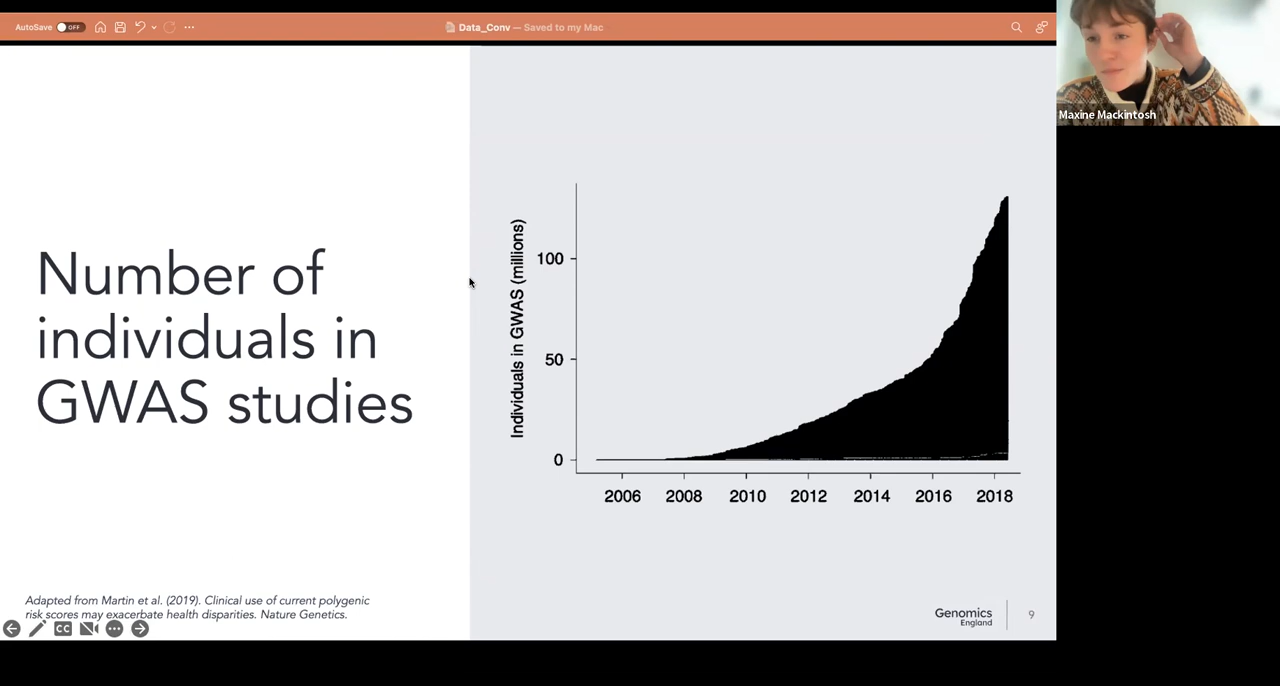 AutoSave OFF
Data_Conv — Saved to my Mac
Maxine Mackintosh
Number of
individuals in
GWAS studies
Individuals in GWAS (millions)
100
50
0
2006 2008 2010 2012 2014 2016 2018
Adapted from Martin et al. (2019). Clinical use of current polygenic
risk scores may exacerbate health disparities. Nature Genetics.
CC
Genomics
England
9